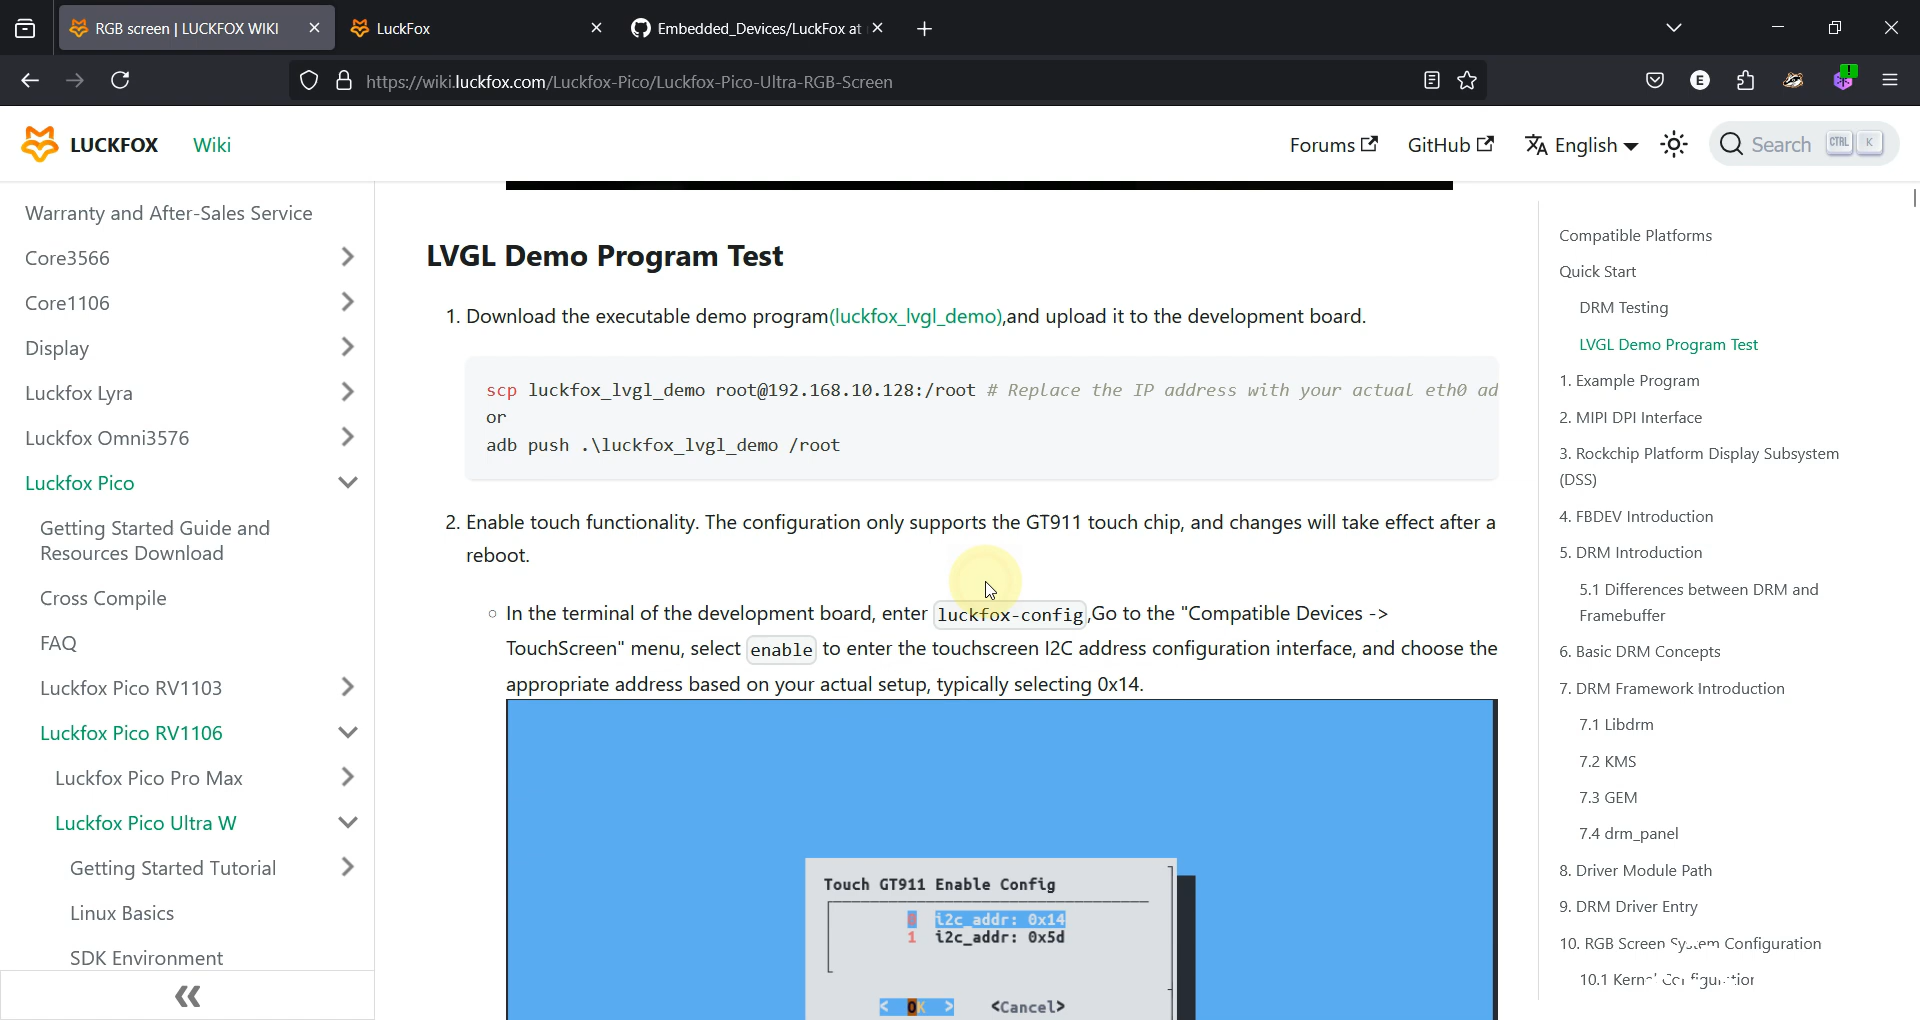 RGB screen | LUCKFOX WIKI
LuckFox
Embedded_Devices/LuckFox at
https://wiki.luckfox.com/Luckfox-Pico/Luckfox-Pico-Ultra-RGB-Screen
E
LUCKFOX
Wiki
Forums
GitHub
English
Search
CTRL
K
Warranty and After-Sales Service
Core3566
Core1106
Display
Luckfox Lyra
Luckfox Omni3576
Luckfox Pico
Getting Started Guide and
Resources Download
Cross Compile
FAQ
Luckfox Pico RV1103
Luckfox Pico RV1106
Luckfox Pico Pro Max
Luckfox Pico Ultra W
Getting Started Tutorial
Linux Basics
SDK Environment
LVGL Demo Program Test
1. Download the executable demo program(luckfox_lvgl_demo),and upload it to the development board.
scp luckfox_lvgl_demo root@192.168.10.128:/root # Replace the IP address with your actual eth0 ad
or
adb push .\luckfox_lvgl_demo /root
2. Enable touch functionality. The configuration only supports the GT911 touch chip, and changes will take effect after a
reboot.
In the terminal of the development board, enter luckfox-config,Go to the "Compatible Devices ->
TouchScreen" menu, select enable to enter the touchscreen I2C address configuration interface, and choose the
appropriate address based on your actual setup, typically selecting 0x14.
Touch GT911 Enable Config
0 i2c_addr: 0x14
1 i2c_addr: 0x5d
< OK > <Cancel>
Compatible Platforms
Quick Start
DRM Testing
LVGL Demo Program Test
1. Example Program
2. MIPI DPI Interface
3. Rockchip Platform Display Subsystem
(DSS)
4. FBDEV Introduction
5. DRM Introduction
5.1 Differences between DRM and
Framebuffer
6. Basic DRM Concepts
7. DRM Framework Introduction
7.1 Libdrm
7.2 KMS
7.3 GEM
7.4 drm_panel
8. Driver Module Path
9. DRM Driver Entry
10. RGB Screen System Configuration
10.1 Kernel Configuration